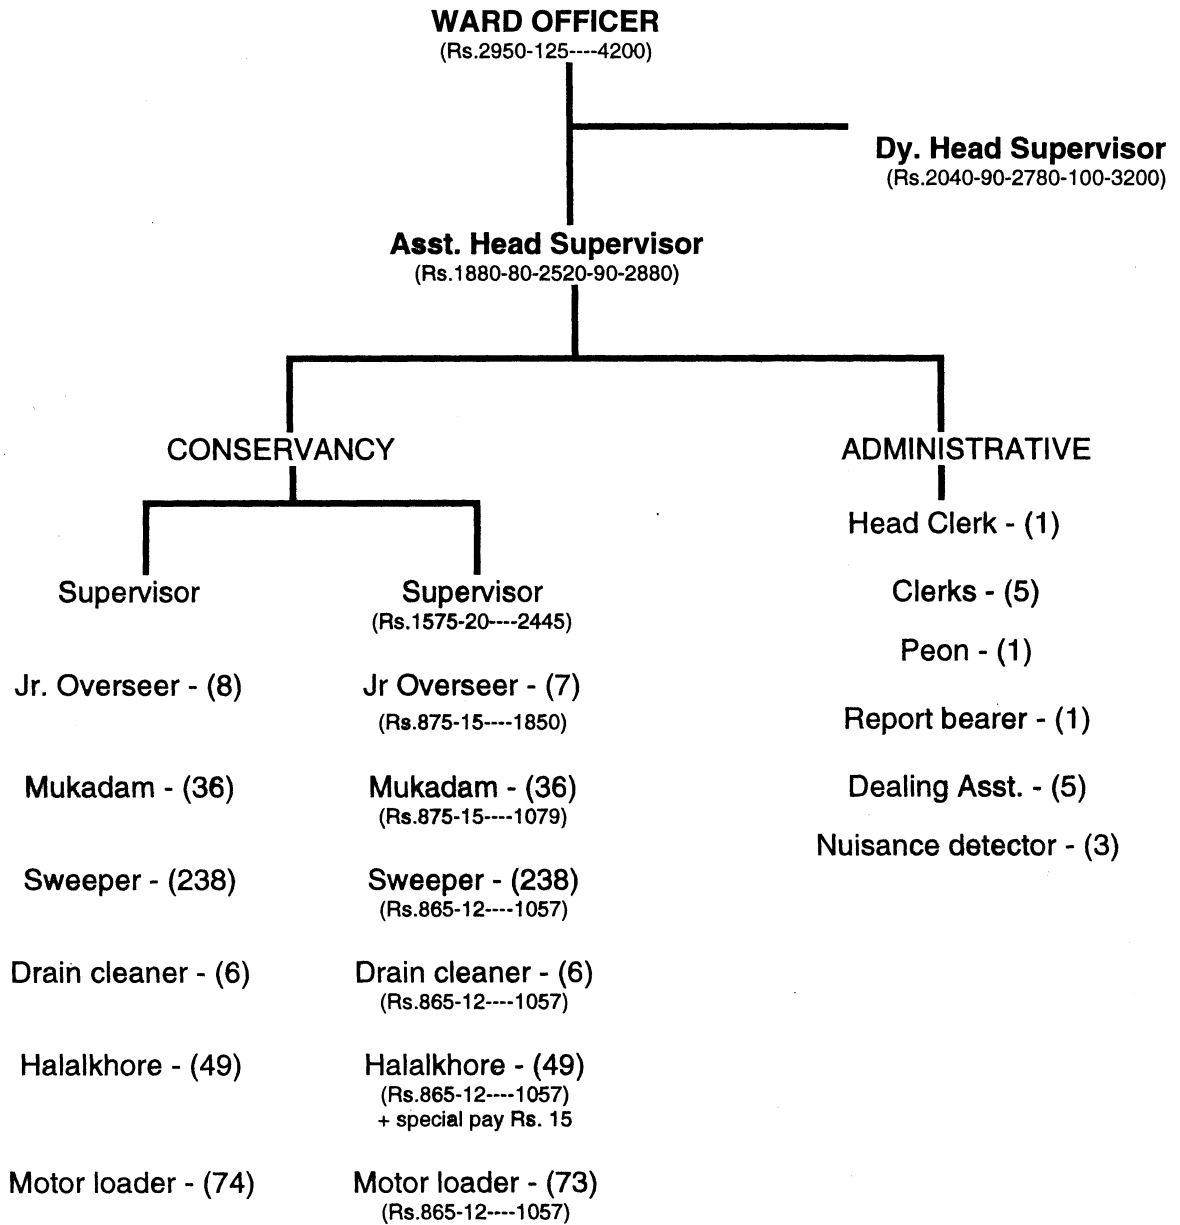 WARD OFFICER
(Rs.2950-125----4200)
Dy. Head Supervisor
(Rs.2040-90-2780-100-3200)
Asst. Head Supervisor
(Rs.1880-80-2520-90-2880)
CONSERVANCY
ADMINISTRATIVE
Supervisor
Jr. Overseer - (8)
Mukadam - (36)
Sweeper - (238)
Drain cleaner - (6)
Halalkhore - (49)
Motor loader - (74)
Supervisor
(Rs.1575-20----2445)
Jr Overseer - (7)
(Rs.875-15----1850)
Mukadam - (36)
(Rs.875-15----1079)
Sweeper - (238)
(Rs.865-12----1057)
Drain cleaner - (6)
(Rs.865-12----1057)
Halalkhore - (49)
(Rs.865-12----1057)
+ special pay Rs. 15
Motor loader - (73)
(Rs.865-12----1057)
Head Clerk - (1)
Clerks - (5)
Peon - (1)
Report bearer - (1)
Dealing Asst. - (5)
Nuisance detector - (3)